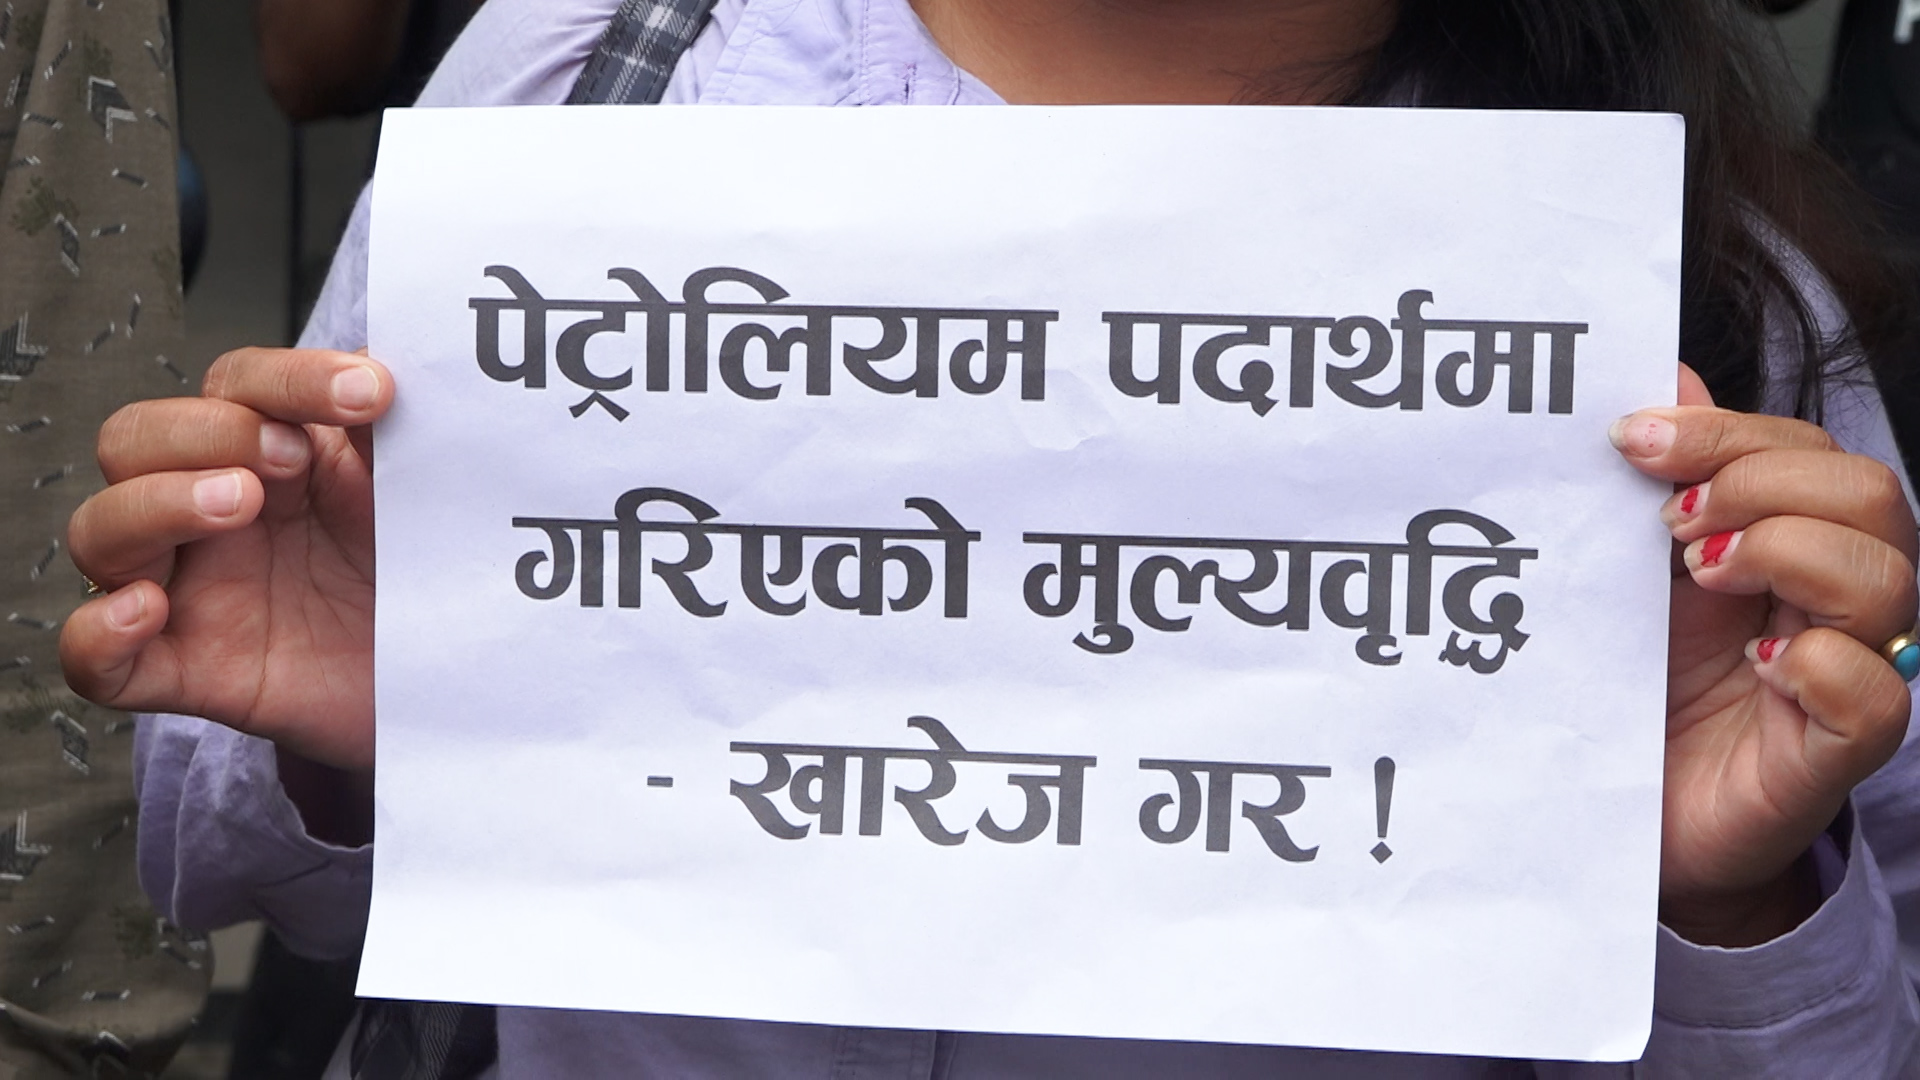 पेट्रोलियम पदार्थमा
गरिएको मुल्यवृद्धि
- खारेज गर !